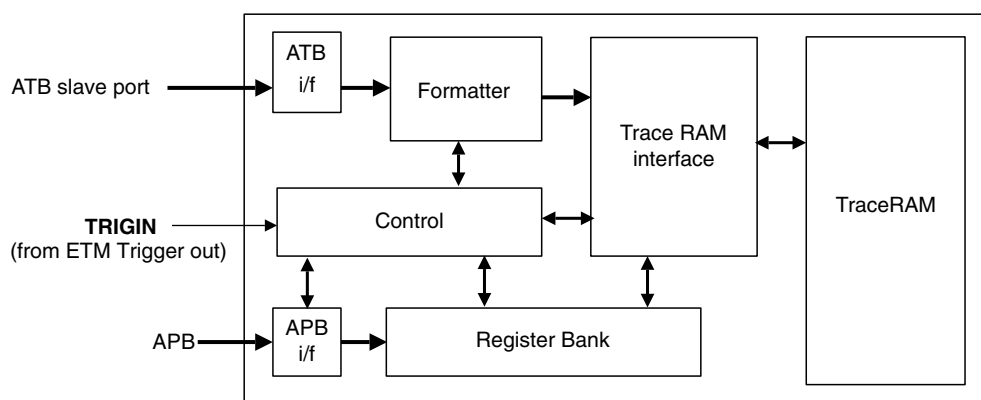 ATB
i/f
ATB slave port
Formatter
Trace RAM
interface
TraceRAM
TRIGIN
(from ETM Trigger out)
Control
APB
APB
i/f
Register Bank